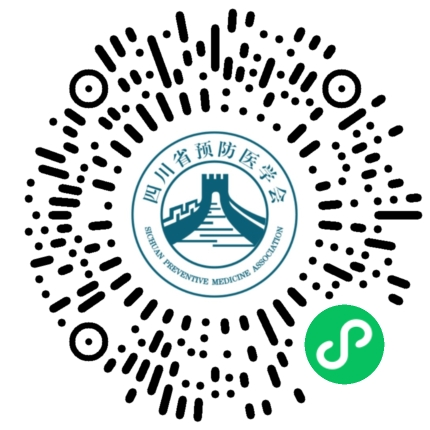 四川省预防医学会
SICHUAN PREVENTIVE MEDICINE ASSOCIATION